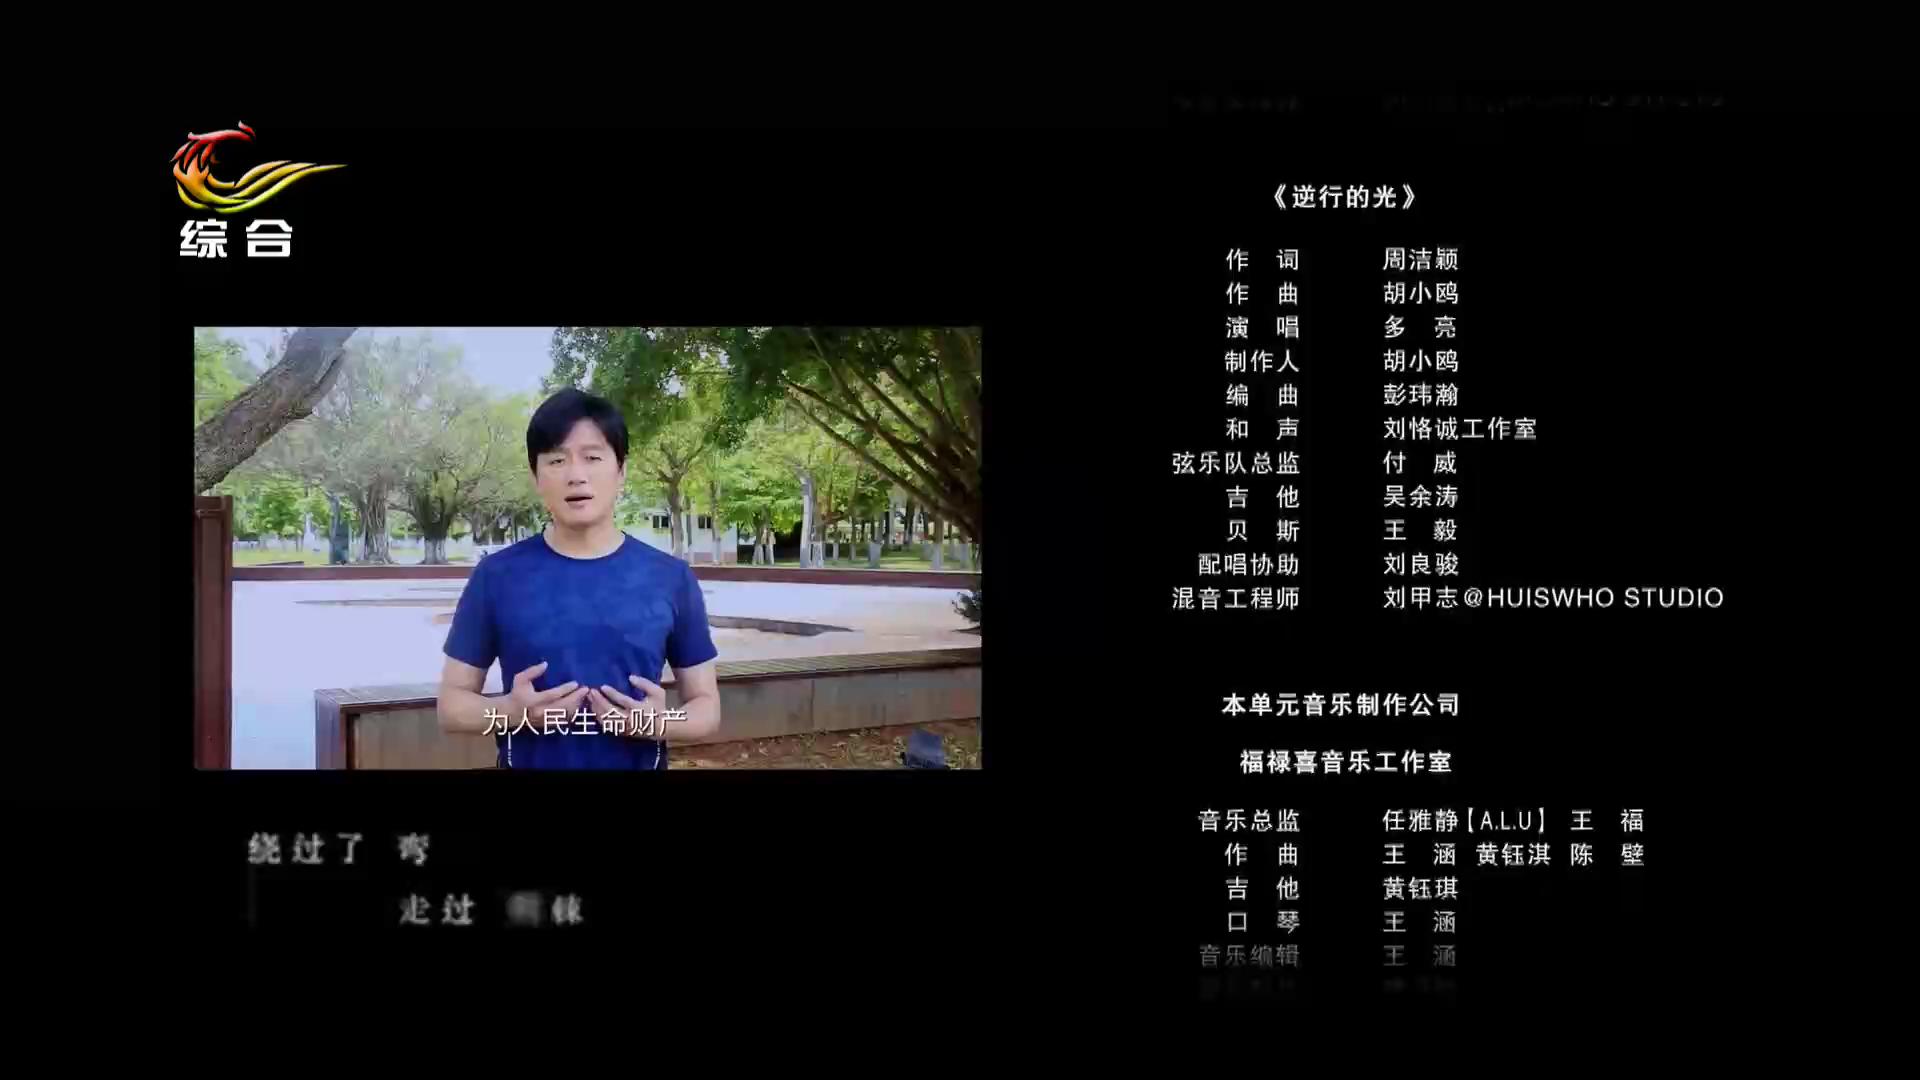 综合
为人民生命财产
绕过了 弯
走过 棘
《逆行的光》
作 词 周洁颖
作 曲 胡小鸥
演 唱 多 亮
制作人 胡小鸥
编 曲 彭玮瀚
和 声 刘恪诚工作室
弦乐队总监 付 威
吉 他 吴余涛
贝 斯 王 毅
配唱协助 刘良骏
混音工程师 刘甲志@HUISWHO STUDIO
本单元音乐制作公司
福禄喜音乐工作室
音乐总监 任雅静【A.L.U】 王 福
作 曲 王 涵 黄钰淇 陈 壁
吉 他 黄钰琪
口 琴 王 涵
音乐编辑 王 涵